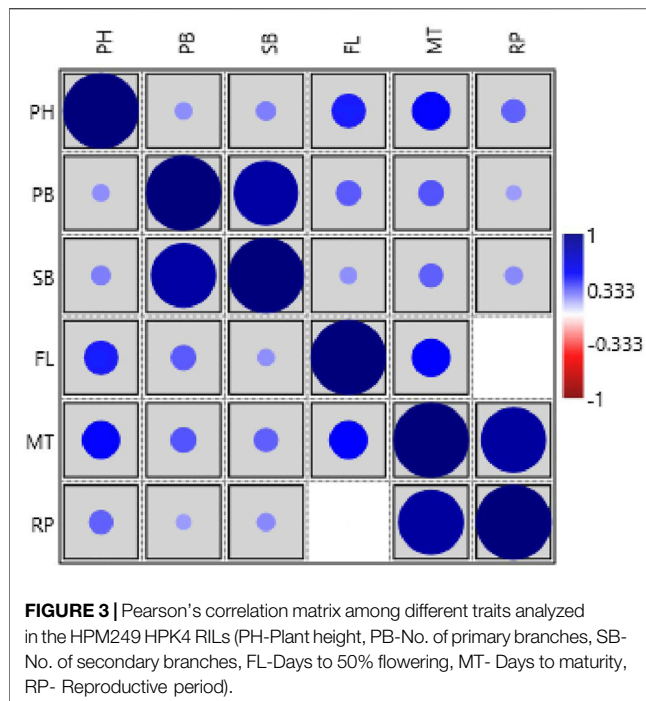 PH PB SB FL MT RP
PH
PB
SB
FL
MT
RP
1
0.333
-0.333
-1
FIGURE 3 | Pearson's correlation matrix among different traits analyzed
in the HPM249 HPK4 RILs (PH-Plant height, PB-No. of primary branches, SB-
No. of secondary branches, FL-Days to 50% flowering, MT- Days to maturity,
RP- Reproductive period).